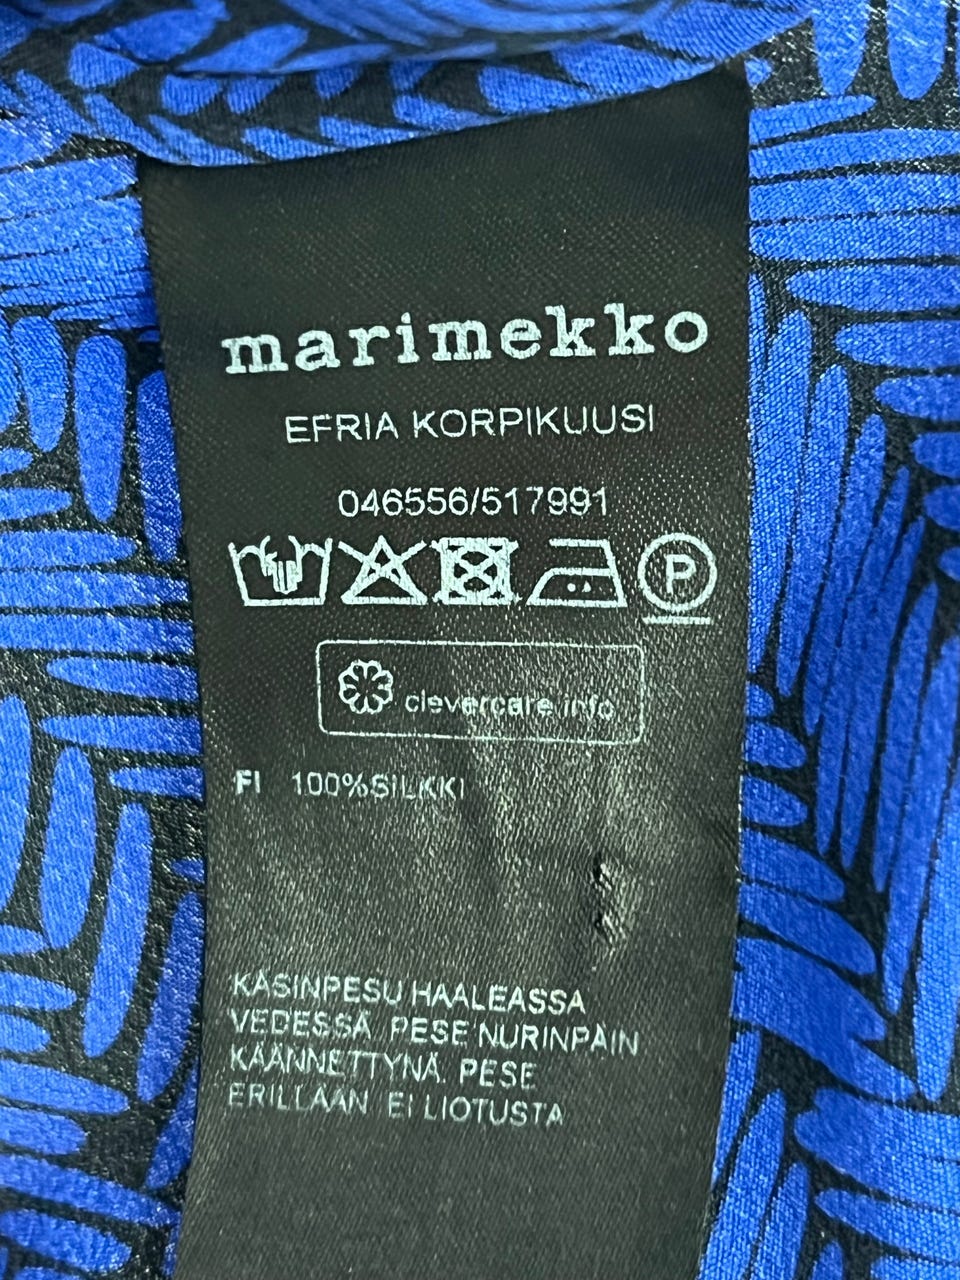 marimekko
EFRIA KORPIKUUSI
046556/517991
P
clevercare.info
FI 100%SILKKI
KÄSINPESU HAALEASSA
VEDESSÄ. PESE NURINPÄIN
KÄÄNNETTYNÄ. PESE
ERILLÄÄN. EI LIOTUSTA